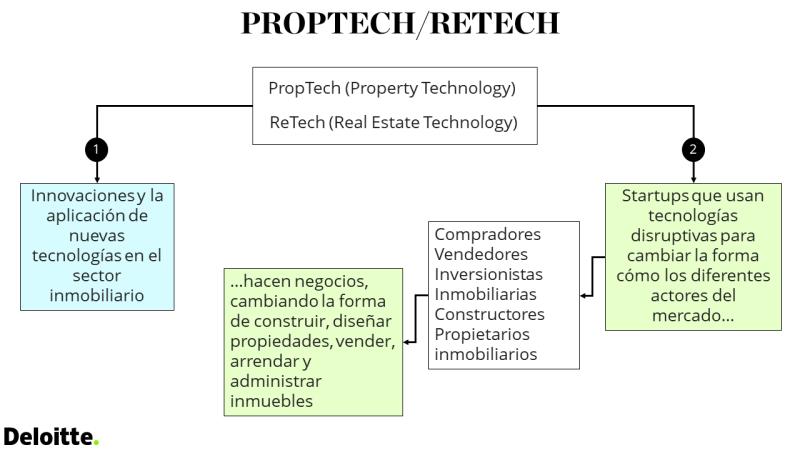 PROPTECH/RETECH
PropTech (Property Technology)
ReTech (Real Estate Technology)
1
Innovaciones y la
aplicación de
nuevas
tecnologías en el
sector
inmobiliario
2
Startups que usan
tecnologías
disruptivas para
cambiar la forma
cómo los diferentes
actores del
mercado...
Compradores
Vendedores
Inversionistas
Inmobiliarias
Constructores
Propietarios
inmobiliarios
...hacen negocios,
cambiando la forma
de construir, diseñar
propiedades, vender,
arrendar y
administrar
inmuebles
Deloitte.